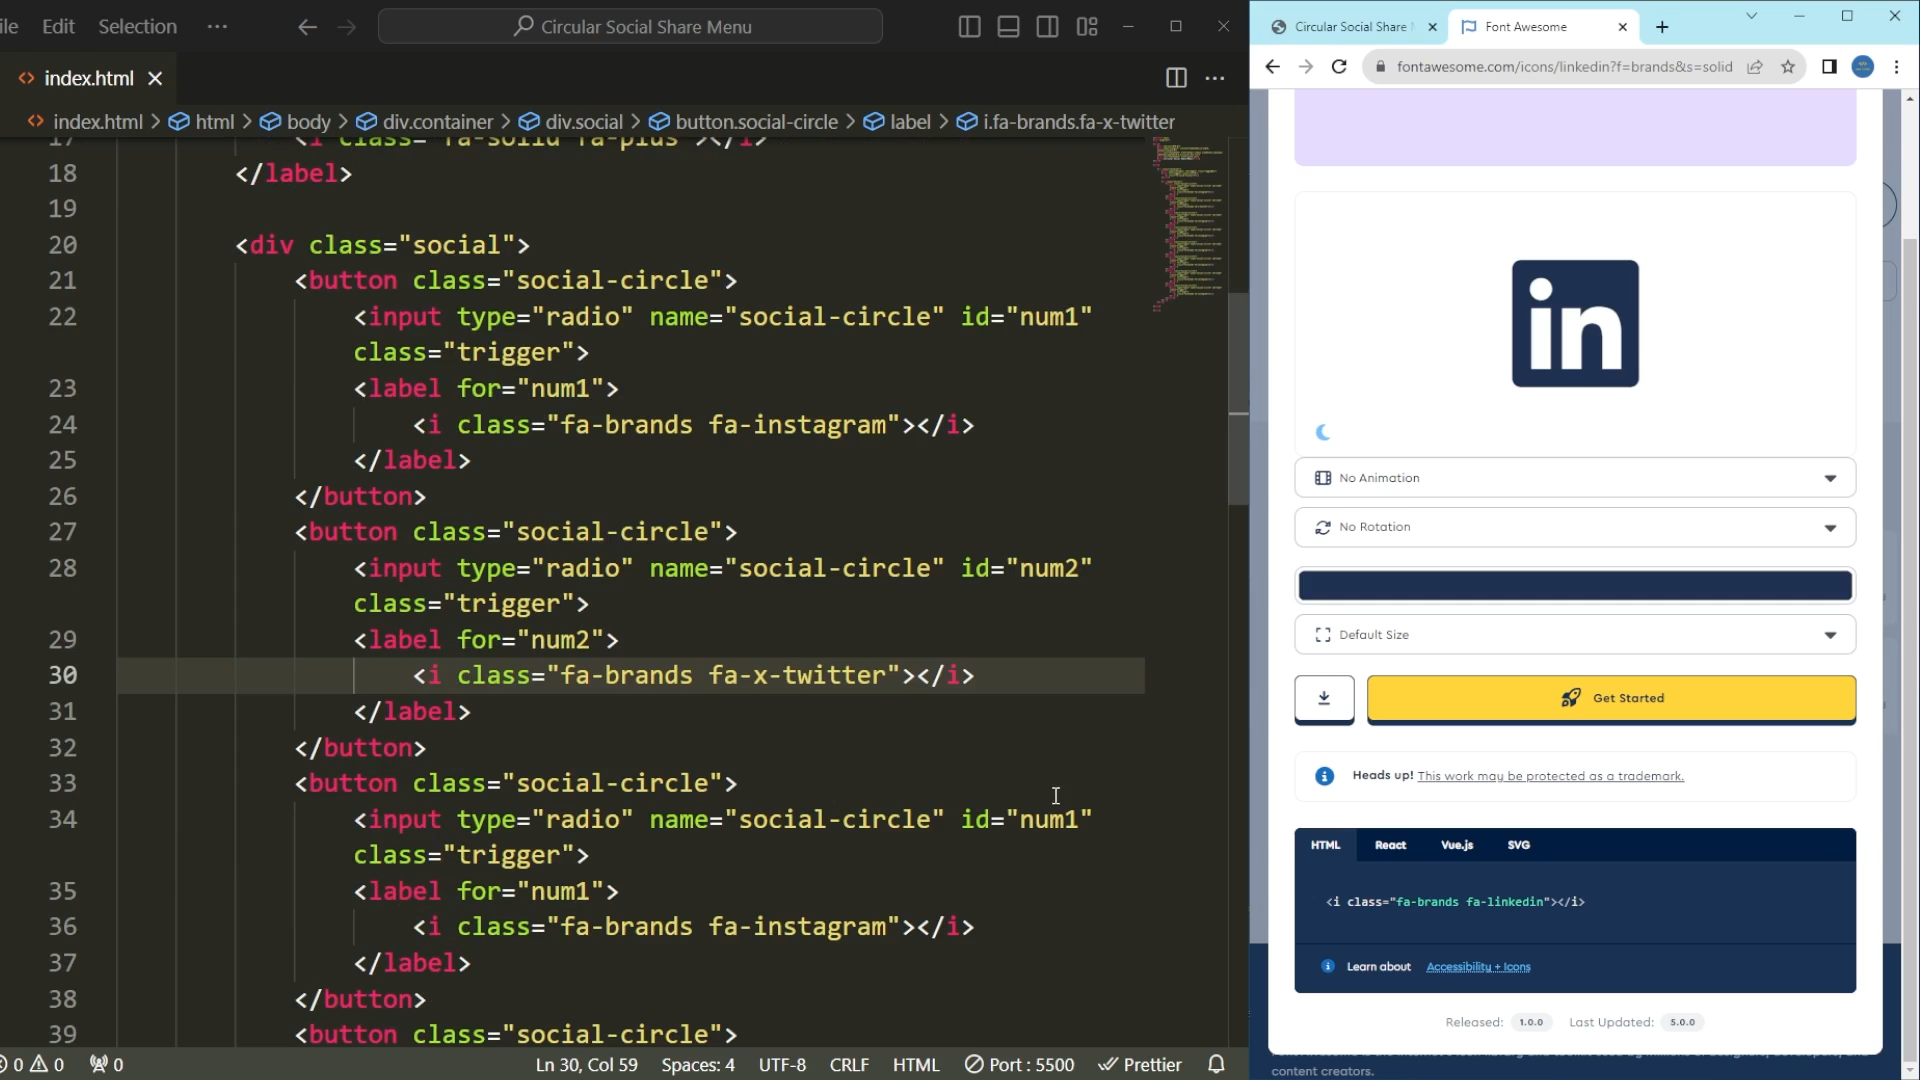 ile Edit Selection ···
Circular Social Share Menu
index.html
index.html > html > body > div.container > div.social > button.social-circle > label > i.fa-brands.fa-x-twitter
17 <i class="fa-solid fa-plus"></i>
18 </label>
19
20 <div class="social">
21 <button class="social-circle">
22 <input type="radio" name="social-circle" id="num1"
class="trigger">
23 <label for="num1">
24 <i class="fa-brands fa-instagram"></i>
25 </label>
26 </button>
27 <button class="social-circle">
28 <input type="radio" name="social-circle" id="num2"
class="trigger">
29 <label for="num2">
30 <i class="fa-brands fa-x-twitter"></i>
31 </label>
32 </button>
33 <button class="social-circle">
34 <input type="radio" name="social-circle" id="num1"
class="trigger">
35 <label for="num1">
36 <i class="fa-brands fa-instagram"></i>
37 </label>
38 </button>
39 <button class="social-circle">
0 0 0 Ln 30, Col 59 Spaces: 4 UTF-8 CRLF HTML Port : 5500 Prettier
Circular Social Share Font Awesome
fontawesome.com/icons/linkedin?f=brands&s=solid
in
No Animation
No Rotation
Default Size
Get Started
Heads up! This work may be protected as a trademark.
HTML React Vue.js SVG
<i class="fa-brands fa-linkedin"></i>
Learn about Accessibility + Icons
Released: 1.0.0 Last Updated: 5.0.0
content creators.